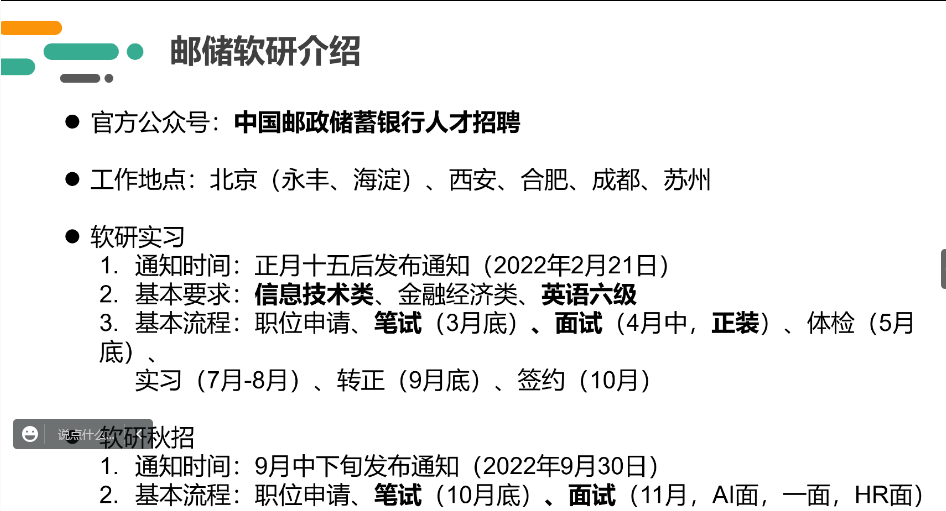 邮储软研介绍
● 官方公众号：中国邮政储蓄银行人才招聘
● 工作地点：北京（永丰、海淀）、西安、合肥、成都、苏州
● 软研实习
1. 通知时间：正月十五后发布通知（2022年2月21日）
2. 基本要求：信息技术类、金融经济类、英语六级
3. 基本流程：职位申请、笔试（3月底）、面试（4月中，正装）、体检（5月
底）、
实习（7月-8月）、转正（9月底）、签约（10月）
说点什么...
● 软研秋招
1. 通知时间：9月中下旬发布通知（2022年9月30日）
2. 基本流程：职位申请、笔试（10月底）、面试（11月，AI面，一面，HR面）